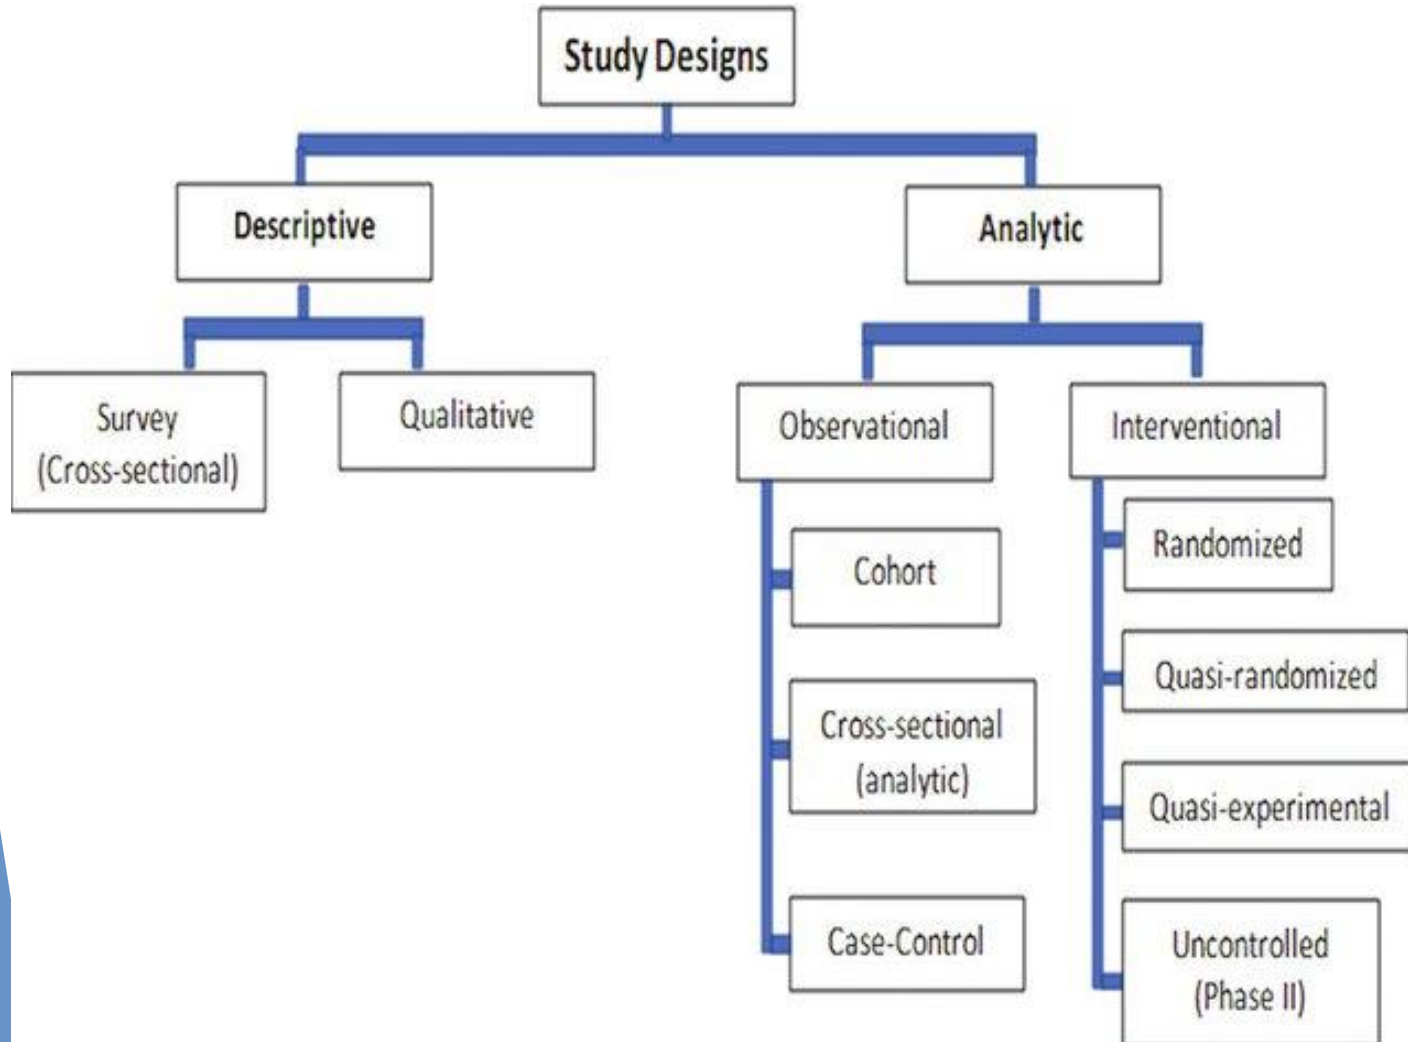 Study Designs
Descriptive
Analytic
Survey
(Cross-sectional)
Qualitative
Observational
Interventional
Cohort
Cross-sectional
(analytic)
Case-Control
Randomized
Quasi-randomized
Quasi-experimental
Uncontrolled
(Phase II)